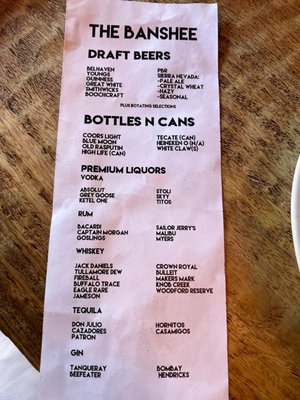 THE BANSHEE
DRAFT BEERS
BELHAVEN
YOUNGS
GUINNESS
GREAT WHITE
SMITHWICKS
BOOCHCRAFT
PBR
SIERRA NEVADA:
-PALE ALE
-CRYSTAL WHEAT
-HAZY
-SEASONAL
PLUS ROTATING SELECTIONS
BOTTLES N CANS
COORS LIGHT
BLUE MOON
OLD RASPUTIN
HIGH LIFE (CAN)
TECATE (CAN)
HEINEKEN 0 (N/A)
WHITE CLAW(S)
PREMIUM LIQUORS
VODKA
ABSOLUT
GREY GOOSE
KETEL ONE
STOLI
SKYY
TITOS
RUM
BACARDI
CAPTAIN MORGAN
GOSLINGS
SAILOR JERRY'S
MALIBU
MYERS
WHISKEY
JACK DANIELS
TULLAMORE DEW
FIREBALL
BUFFALO TRACE
EAGLE RARE
JAMESON
CROWN ROYAL
BULLEIT
MAKERS MARK
KNOB CREEK
WOODFORD RESERVE
TEQUILA
DON JULIO
CAZADORES
PATRON
HORNITOS
CASAMIGOS
GIN
TANQUERAY
BEEFEATER
BOMBAY
HENDRICKS